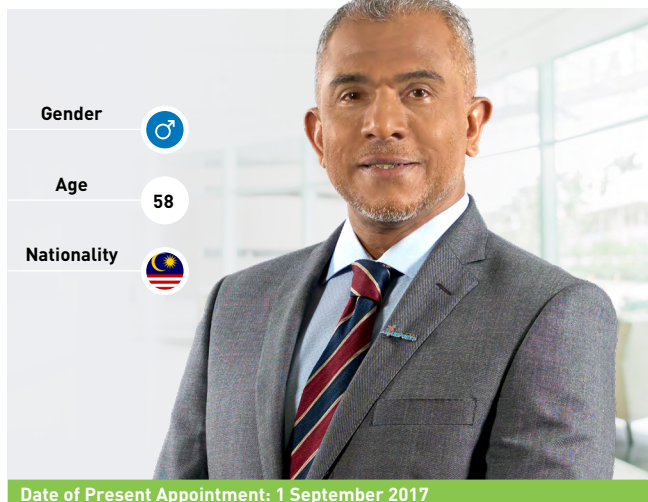 Gender
Age
58
Nationality
Date of Present Appointment: 1 September 2017